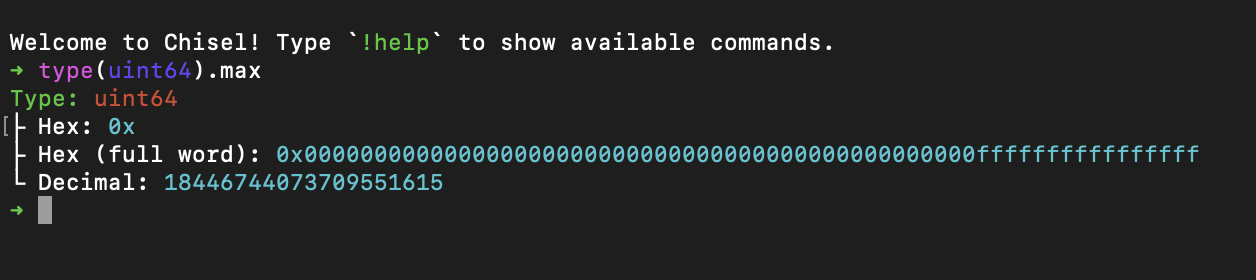 Welcome to Chisel! Type `!help` to show available commands.
➜ type(uint64).max
Type: uint64
├ Hex: 0x
├ Hex (full word): 0x000000000000000000000000000000000000000000000000ffffffffffffffff
└ Decimal: 18446744073709551615
➜